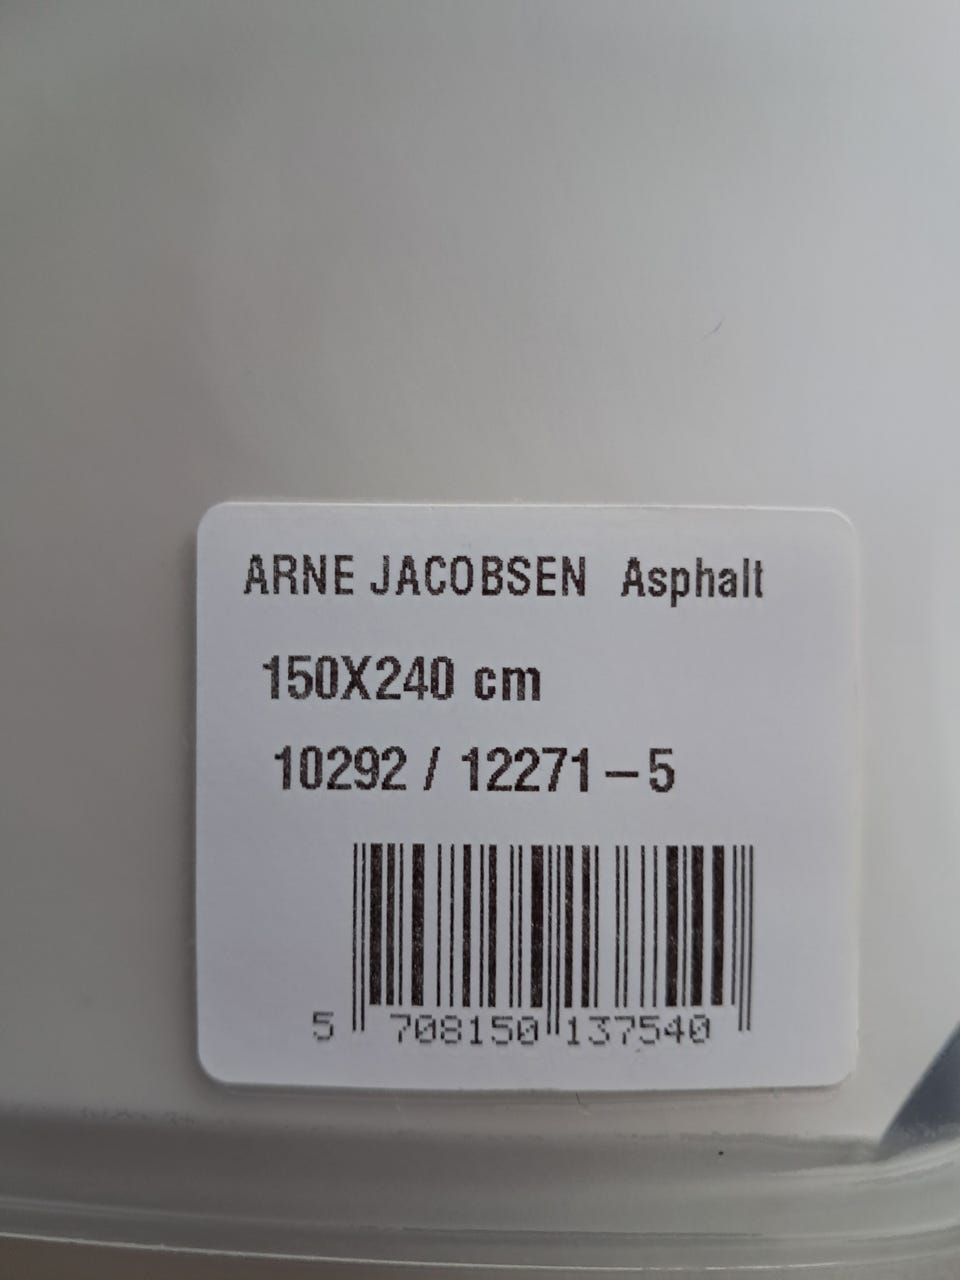 ARNE JACOBSEN Asphalt
150X240 cm
10292 / 12271-5
5 708150 137540